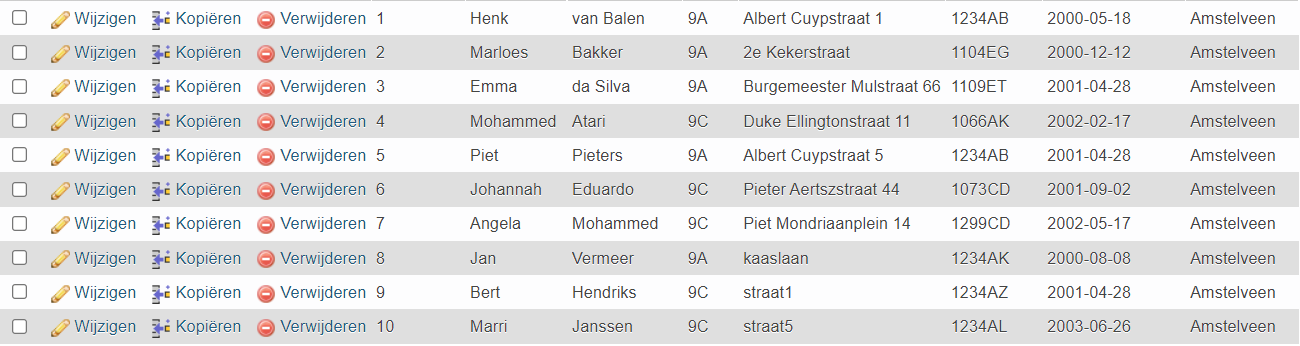 Wijzigen Kopiëren Verwijderen 1 Henk van Balen 9A Albert Cuypstraat 1 1234AB 2000-05-18 Amstelveen
Wijzigen Kopiëren Verwijderen 2 Marloes Bakker 9A 2e Kekerstraat 1104EG 2000-12-12 Amstelveen
Wijzigen Kopiëren Verwijderen 3 Emma da Silva 9A Burgemeester Mulstraat 66 1109ET 2001-04-28 Amstelveen
Wijzigen Kopiëren Verwijderen 4 Mohammed Atari 9C Duke Ellingtonstraat 11 1066AK 2002-02-17 Amstelveen
Wijzigen Kopiëren Verwijderen 5 Piet Pieters 9A Albert Cuypstraat 5 1234AB 2001-04-28 Amstelveen
Wijzigen Kopiëren Verwijderen 6 Johannah Eduardo 9C Pieter Aertszstraat 44 1073CD 2001-09-02 Amstelveen
Wijzigen Kopiëren Verwijderen 7 Angela Mohammed 9C Piet Mondriaanplein 14 1299CD 2002-05-17 Amstelveen
Wijzigen Kopiëren Verwijderen 8 Jan Vermeer 9A kaaslaan 1234AK 2000-08-08 Amstelveen
Wijzigen Kopiëren Verwijderen 9 Bert Hendriks 9C straat1 1234AZ 2001-04-28 Amstelveen
Wijzigen Kopiëren Verwijderen 10 Marri Janssen 9C straat5 1234AL 2003-06-26 Amstelveen